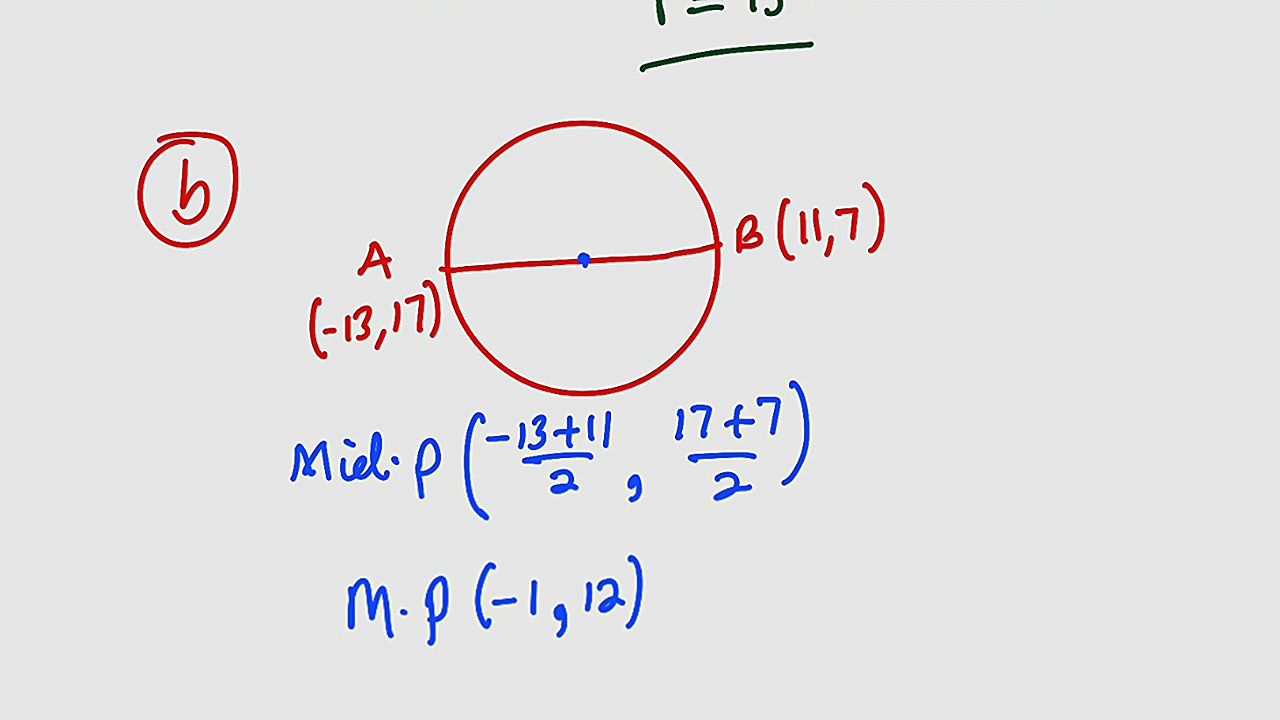 b
B (11,7)
A
(-13,17)
Mid.P (-13+11/2 , 17+7/2)
M.P (-1,12)